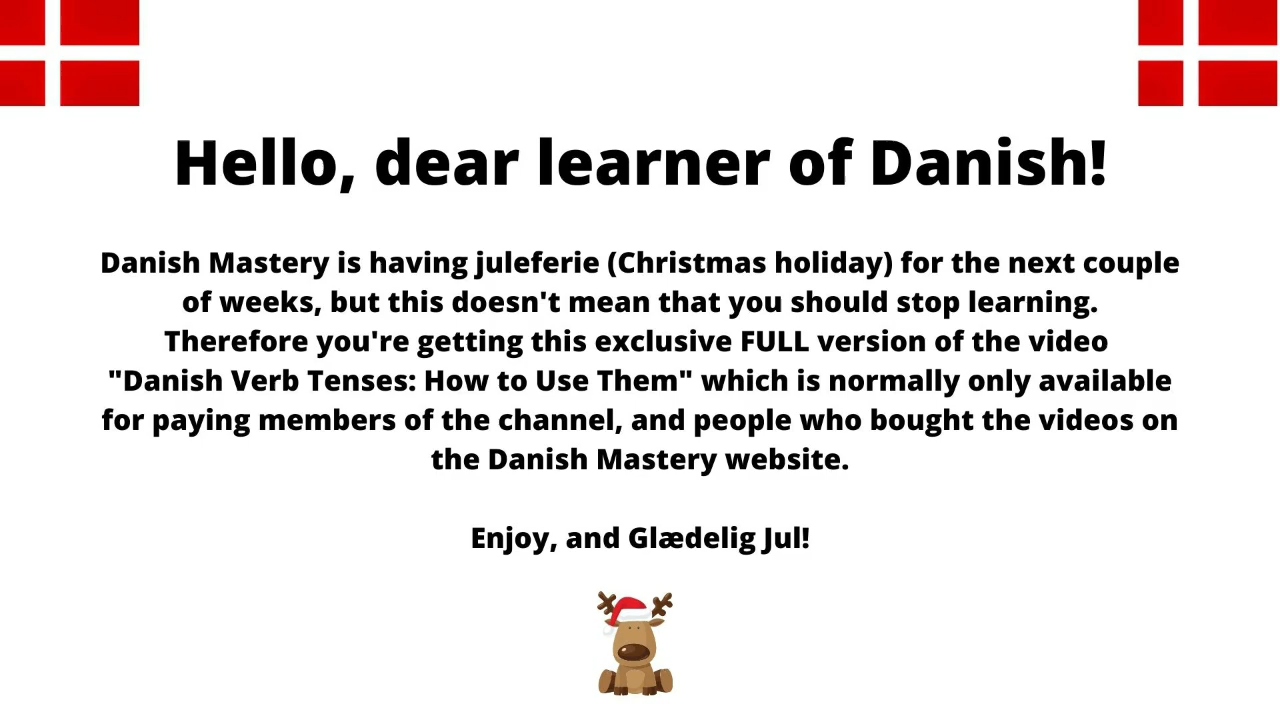 Hello, dear learner of Danish!
Danish Mastery is having juleferie (Christmas holiday) for the next couple
of weeks, but this doesn't mean that you should stop learning.
Therefore you're getting this exclusive FULL version of the video
"Danish Verb Tenses: How to Use Them" which is normally only available
for paying members of the channel, and people who bought the videos on
the Danish Mastery website.
Enjoy, and Glædelig Jul!